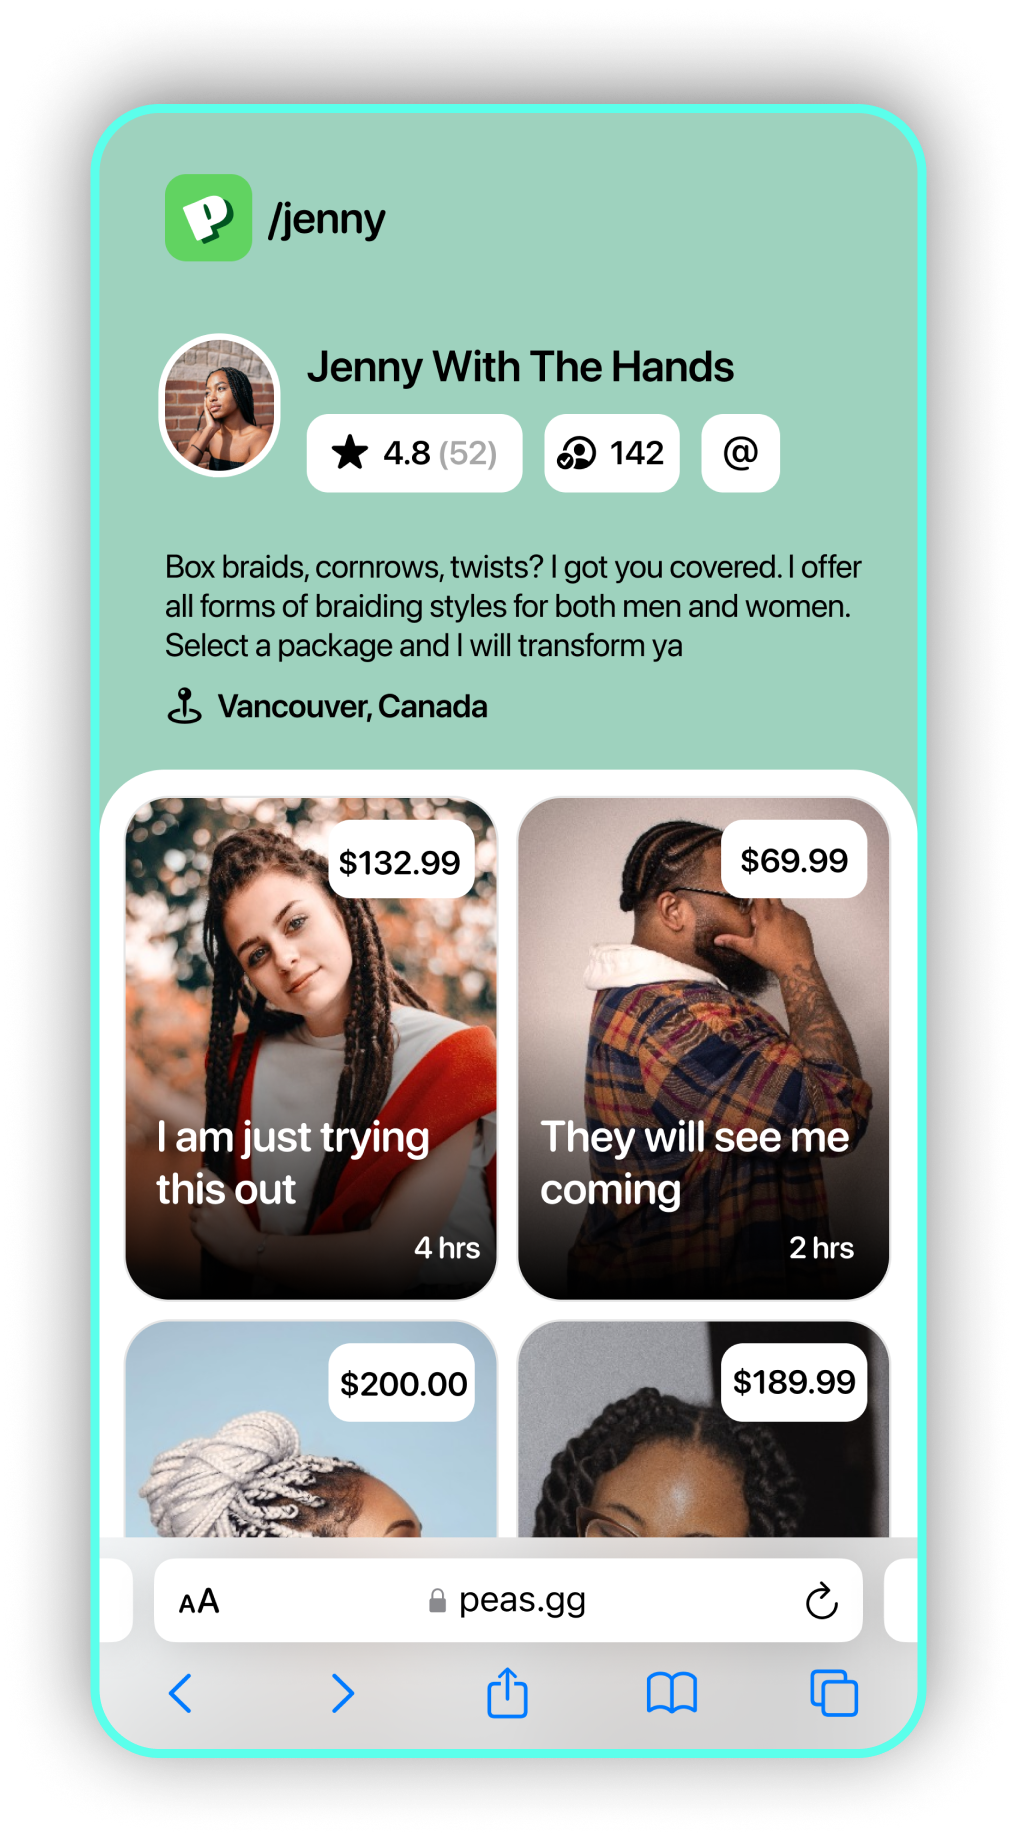 P /jenny
Jenny With The Hands
4.8 (52) 142 @
Box braids, cornrows, twists? I got you covered. I offer
all forms of braiding styles for both men and women.
Select a package and I will transform ya
Vancouver, Canada
$132.99
I am just trying
this out
4 hrs
$69.99
They will see me
coming
2 hrs
$200.00
$189.99
AA peas.gg